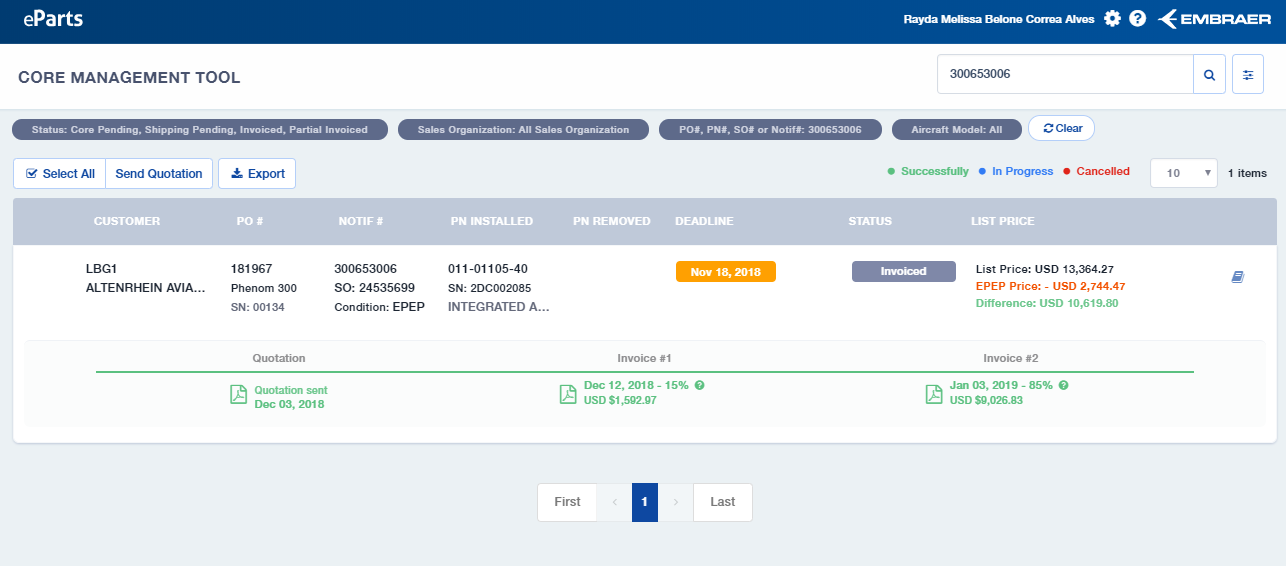 eParts
Rayda Melissa Belone Correa Alves
EMBRAER
CORE MANAGEMENT TOOL
300653006
Status: Core Pending, Shipping Pending, Invoiced, Partial Invoiced
Sales Organization: All Sales Organization
PO#, PN#, SO# or Notif#: 300653006
Aircraft Model: All
Clear
Select All
Send Quotation
Export
Successfully
In Progress
Cancelled
10
1 items
CUSTOMER PO # NOTIF # PN INSTALLED PN REMOVED DEADLINE STATUS LIST PRICE
LBG1
ALTENRHEIN AVIA...
181967
Phenom 300
SN: 00134
300653006
SO: 24535699
Condition: EPEP
011-01105-40
SN: 2DC002085
INTEGRATED A...
Nov 18, 2018
Invoiced
List Price: USD 13,364.27
EPEP Price: - USD 2,744.47
Difference: USD 10,619.80
Quotation
Quotation sent
Dec 03, 2018
Invoice #1
Dec 12, 2018 - 15%
USD $1,592.97
Invoice #2
Jan 03, 2019 - 85%
USD $9,026.83
First ‹ 1 › Last